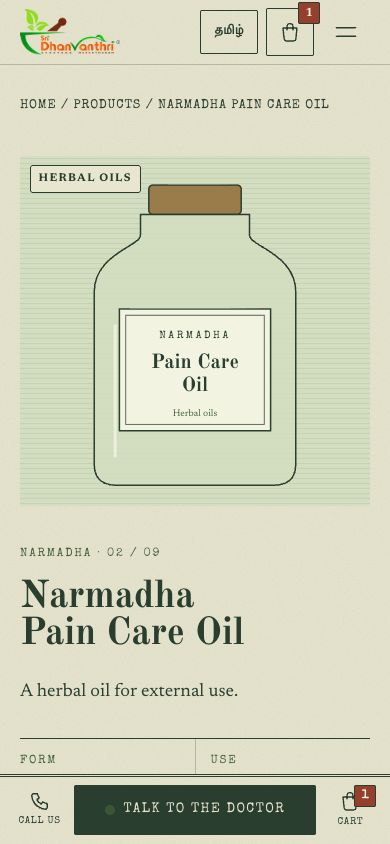 Sri
Dhanvanthri
தமிழ்
1
HOME / PRODUCTS / NARMADHA PAIN CARE OIL
HERBAL OILS
NARMADHA
Pain Care
Oil
Herbal oils
NARMADHA · 02 / 09
Narmadha
Pain Care Oil
A herbal oil for external use.
FORM
USE
CALL US
TALK TO THE DOCTOR
1
CART